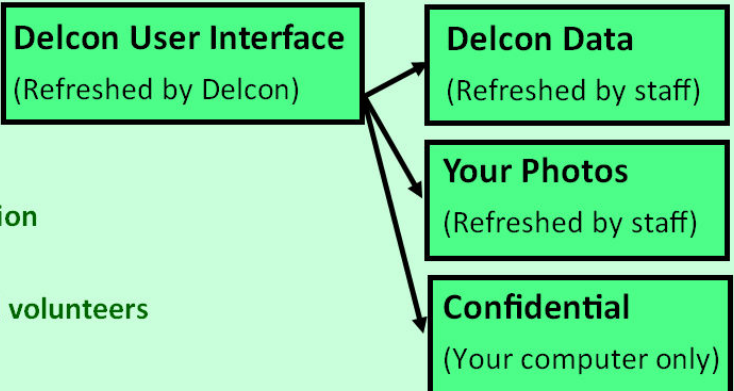 Delcon User Interface
(Refreshed by Delcon)
Delcon Data
(Refreshed by staff)
Your Photos
(Refreshed by staff)
ion
volunteers
Confidential
(Your computer only)